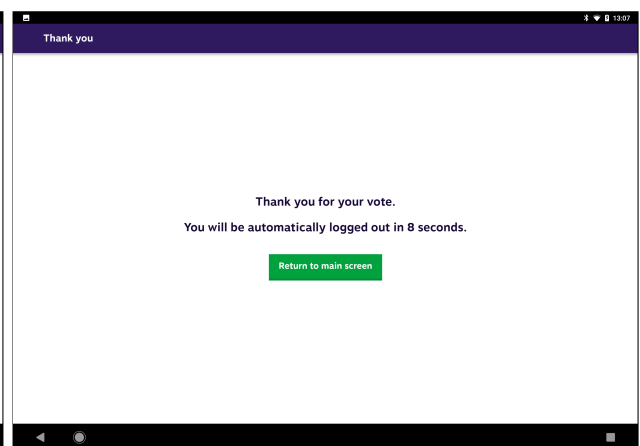 13:07
Thank you
Thank you for your vote.
You will be automatically logged out in 8 seconds.
Return to main screen